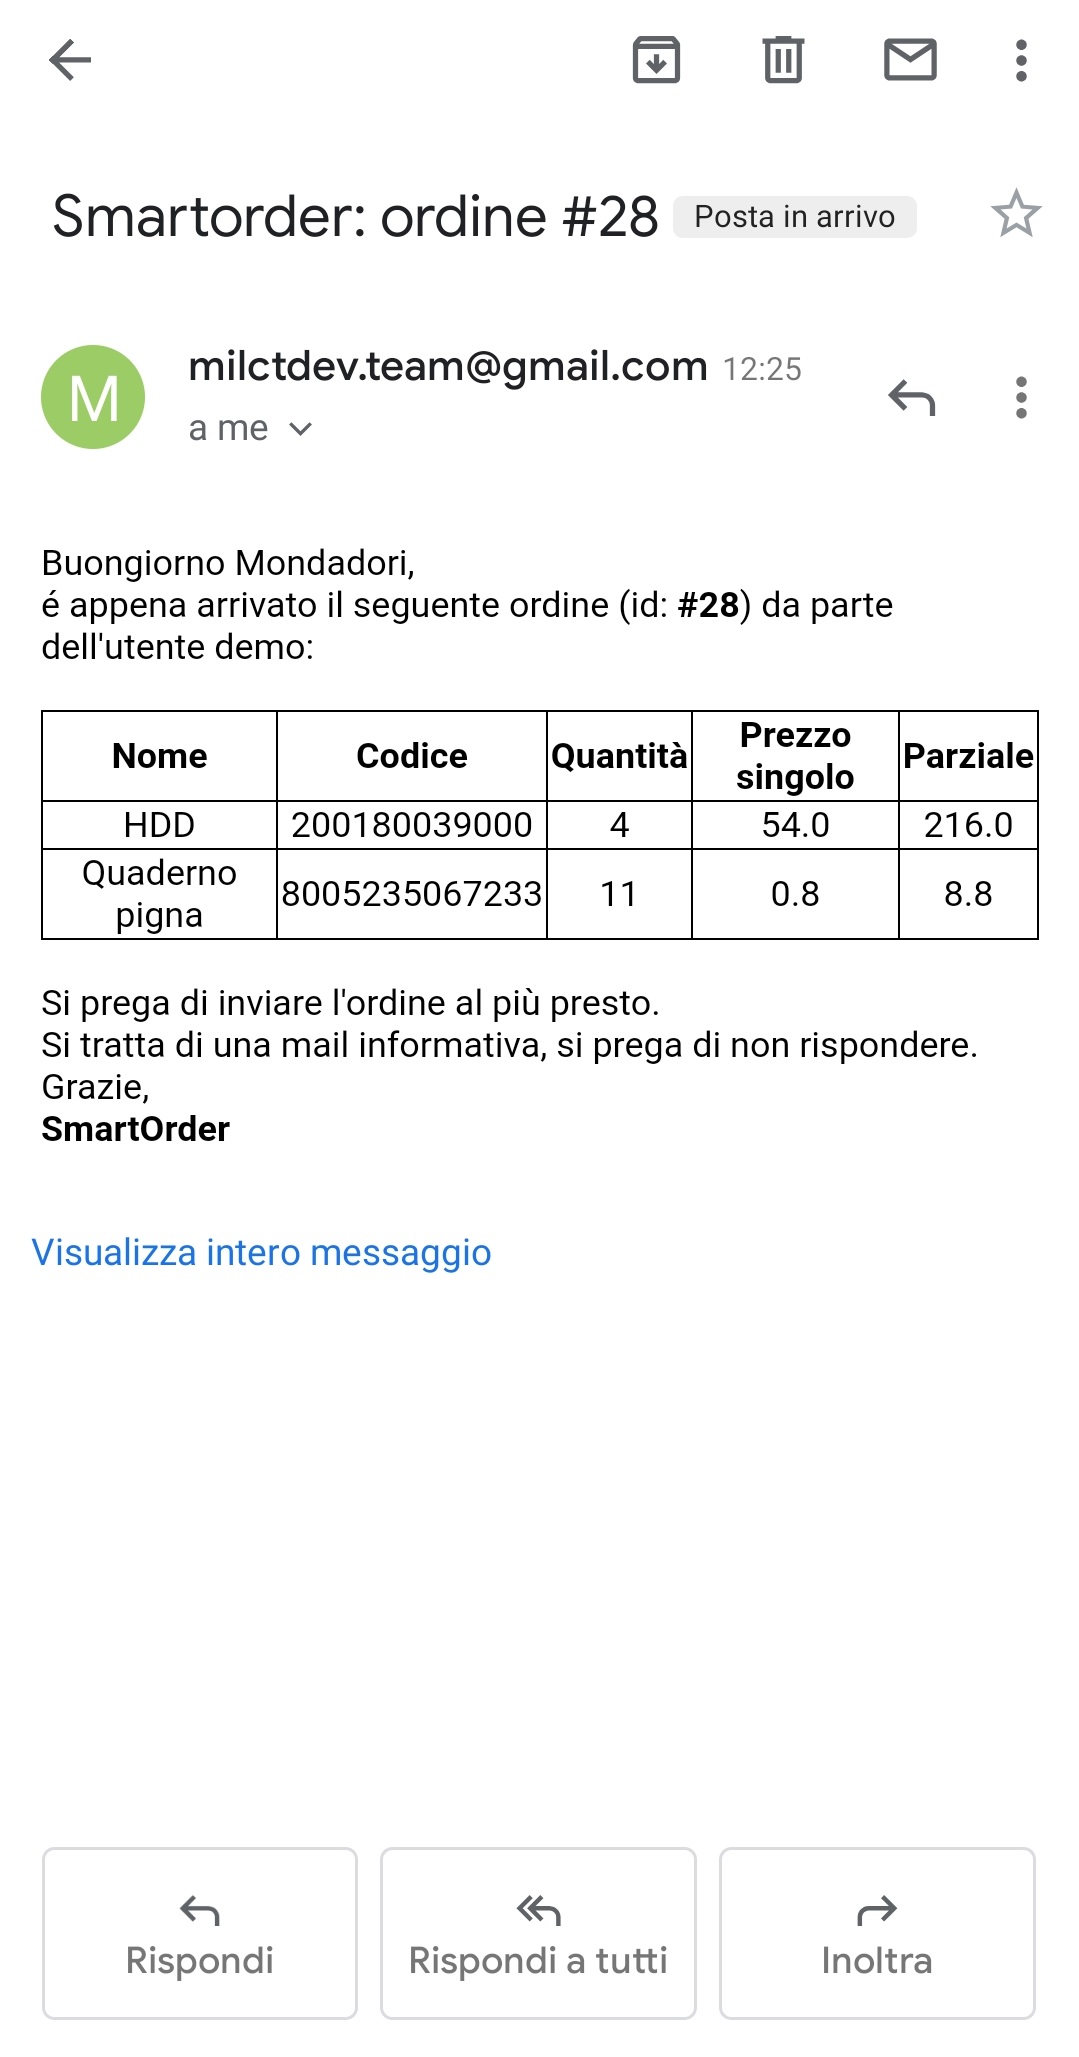 Smartorder: ordine #28 Posta in arrivo
M
milctdev.team@gmail.com 12:25
a me
Buongiorno Mondadori,
é appena arrivato il seguente ordine (id: #28) da parte
dell'utente demo:
Nome Codice Quantità Prezzo singolo Parziale
HDD 200180039000 4 54.0 216.0
Quaderno pigna 8005235067233 11 0.8 8.8
Si prega di inviare l'ordine al più presto.
Si tratta di una mail informativa, si prega di non rispondere.
Grazie,
SmartOrder
Visualizza intero messaggio
Rispondi Rispondi a tutti Inoltra